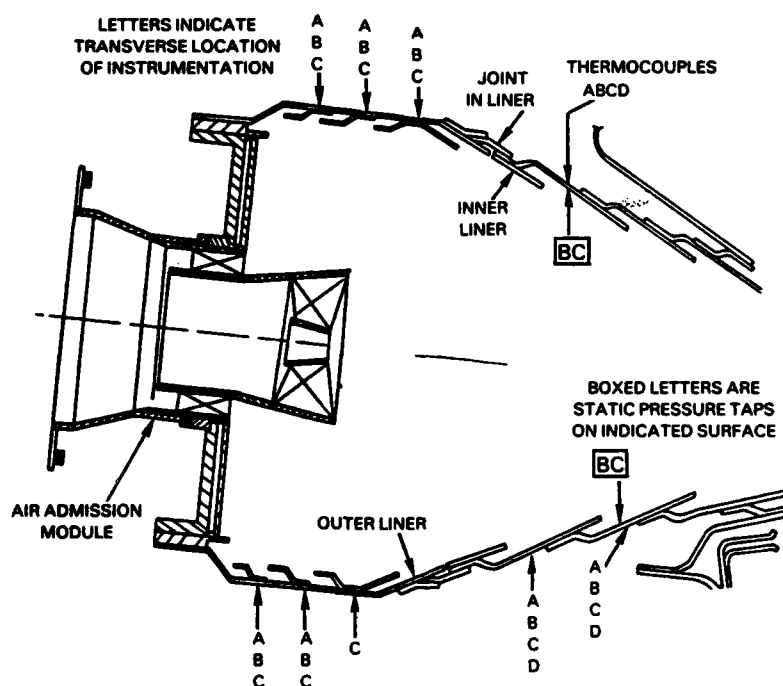 LETTERS INDICATE
TRANSVERSE LOCATION
OF INSTRUMENTATION
A
B
C
A
B
C
A
B
C
JOINT
IN LINER
THERMOCOUPLES
ABCD
INNER
LINER
BC
BOXED LETTERS ARE
STATIC PRESSURE TAPS
ON INDICATED SURFACE
BC
AIR ADMISSION
MODULE
OUTER LINER
A
B
C
A
B
C
C
A
B
C
D
A
B
C
D